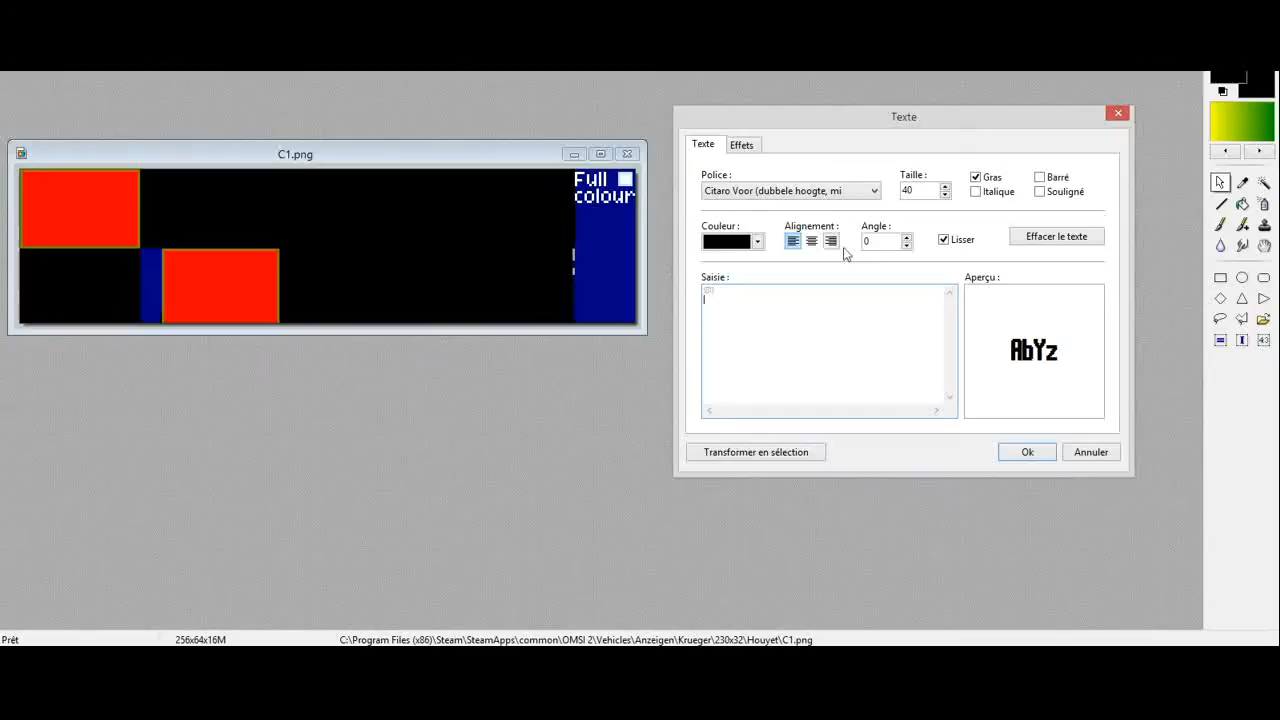 C1.png
Full
colour
Texte
Texte
Effets
Police :
Citaro Voor (dubbele hoogte, mi
Taille :
40
Gras
Italique
Barré
Souligné
Couleur :
Alignement :
Angle :
0
Lisser
Effacer le texte
Saisie :
Aperçu :
AbYz
Transformer en sélection
Ok
Annuler
Prêt
256x64x16M
C:\Program Files (x86)\Steam\SteamApps\common\OMSI 2\Vehicles\Anzeigen\Krueger\230x32\Houyet\C1.png